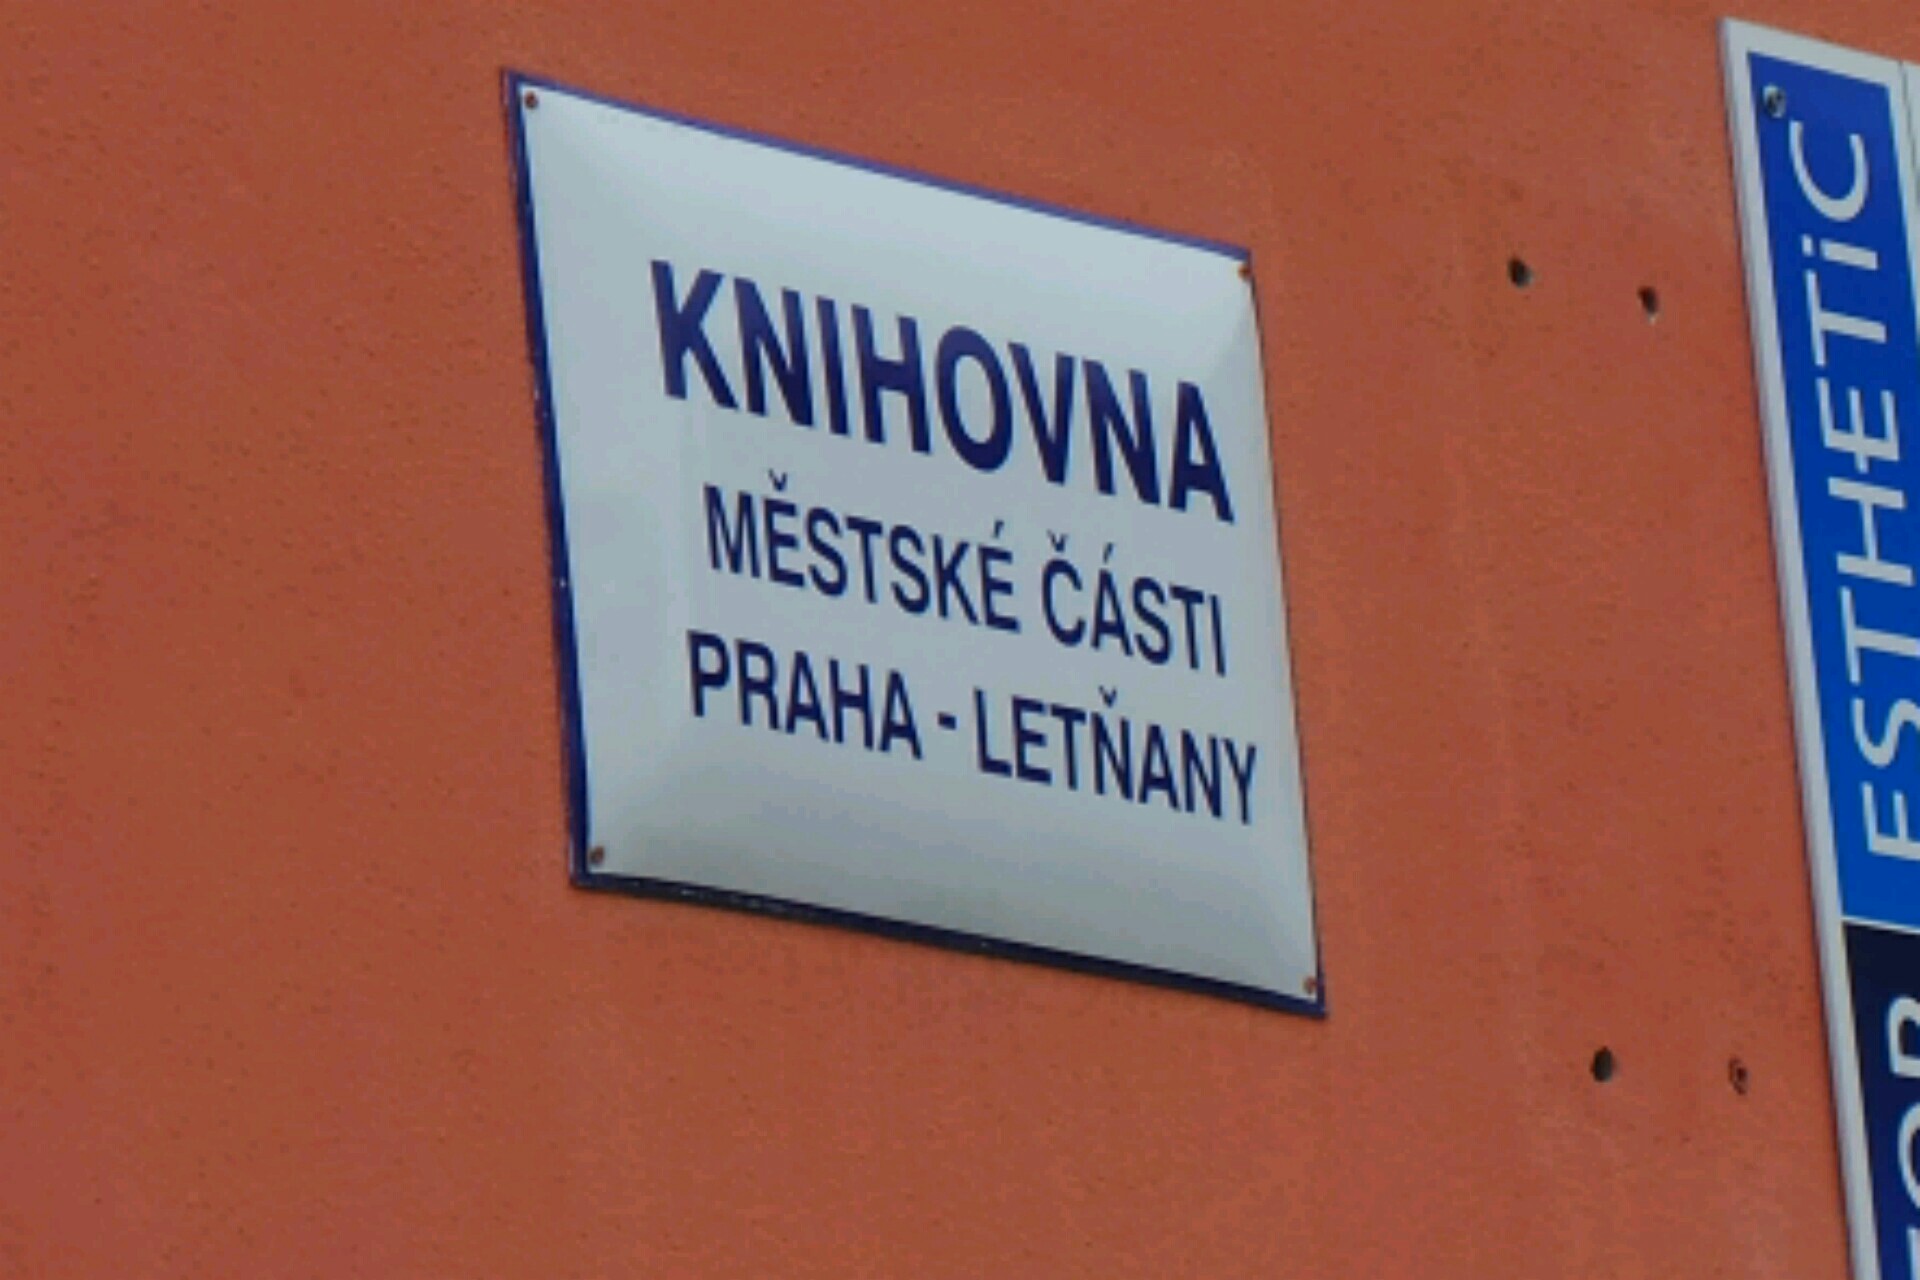 KNIHOVNA
MĚSTSKÉ ČÁSTI
PRAHA - LETŇANY
ESTHETiC